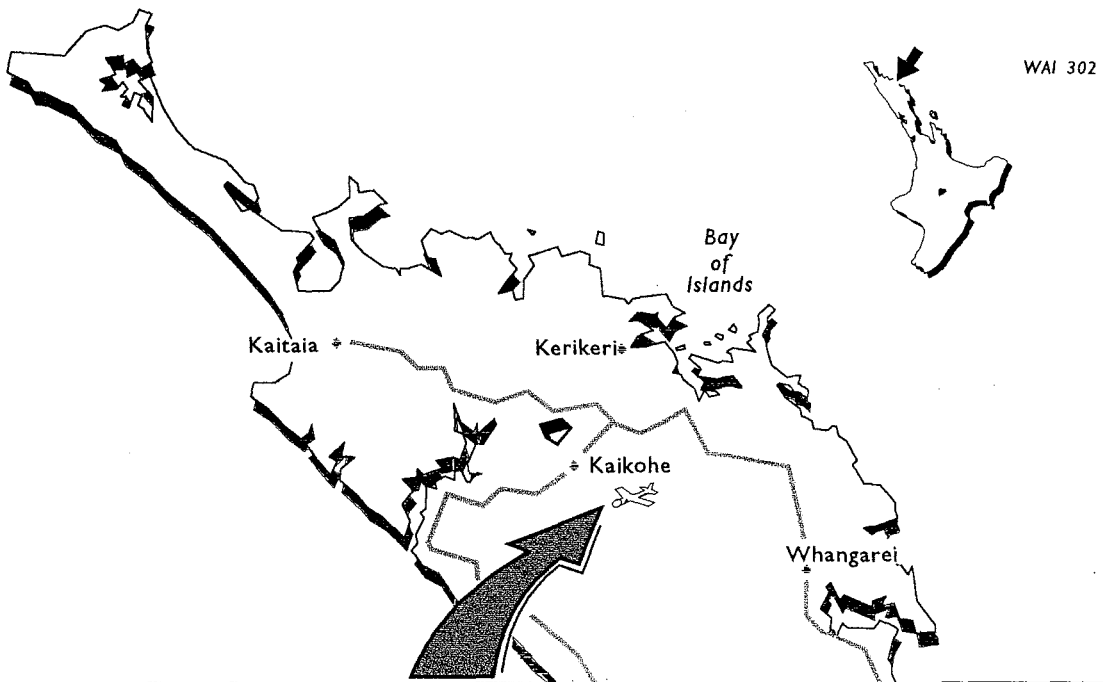 WAI 302
Bay
of
Islands
Kaitaia
Kerikeri
Kaikohe
Whangarei